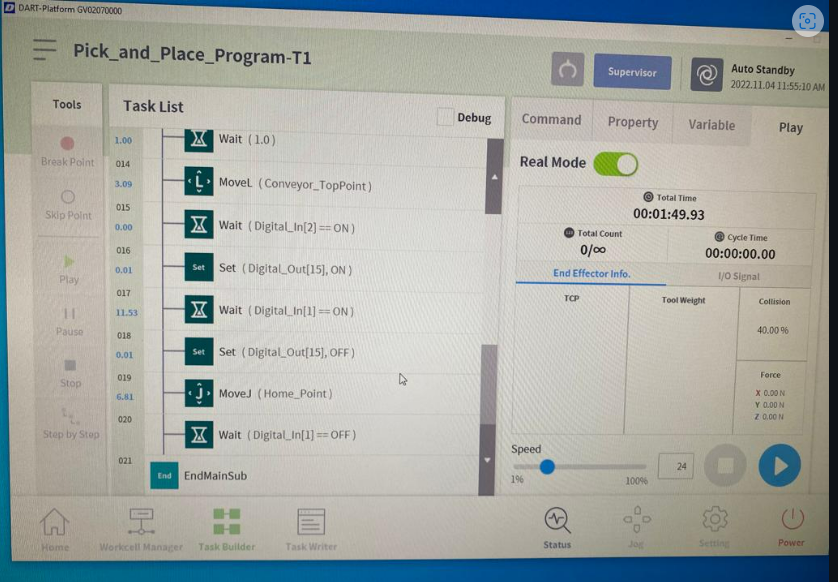 DART-Platform GV02070000
Pick_and_Place_Program-T1
Supervisor
Auto Standby
2022.11.04 11:55:10 AM
Tools
Break Point
Skip Point
Play
Pause
Stop
Step by Step
Task List
Debug
1.00
Wait (1.0)
014
3.09
MoveL (Conveyor_TopPoint)
015
0.00
Wait (Digital_In[2] == ON)
016
0.01
Set
Set (Digital_Out[15], ON)
017
11.53
Wait (Digital_In[1] == ON)
018
0.01
Set
Set (Digital_Out[15], OFF)
019
6.81
MoveJ (Home_Point)
020
Wait (Digital_In[1] == OFF)
021
End
EndMainSub
Command
Property
Variable
Play
Real Mode
Total Time
00:01:49.93
Total Count
0/∞
Cycle Time
00:00:00.00
End Effector Info.
I/O Signal
TCP
Tool Weight
Collision
40.00 %
Force
X 0.00 N
Y 0.00 N
Z 0.00 N
Speed
1%
100%
24
Home
Workcell Manager
Task Builder
Task Writer
Status
Jog
Setting
Power